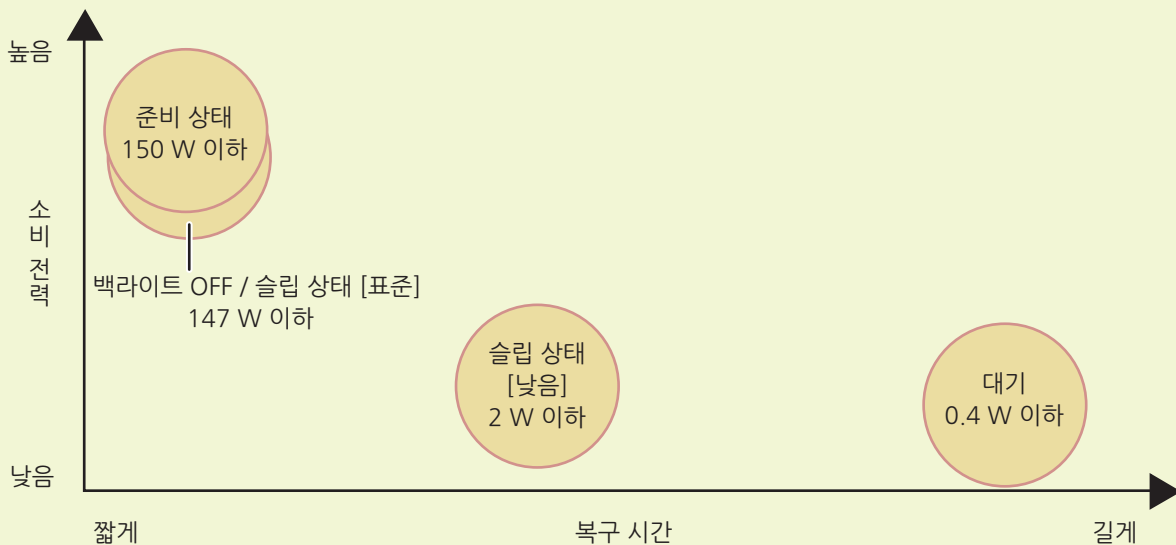 높음
준비 상태
150 W 이하
소비 전력
백라이트 OFF / 슬립 상태 [표준]
147 W 이하
슬립 상태
[낮음]
2 W 이하
대기
0.4 W 이하
낮음
짧게
복구 시간
길게